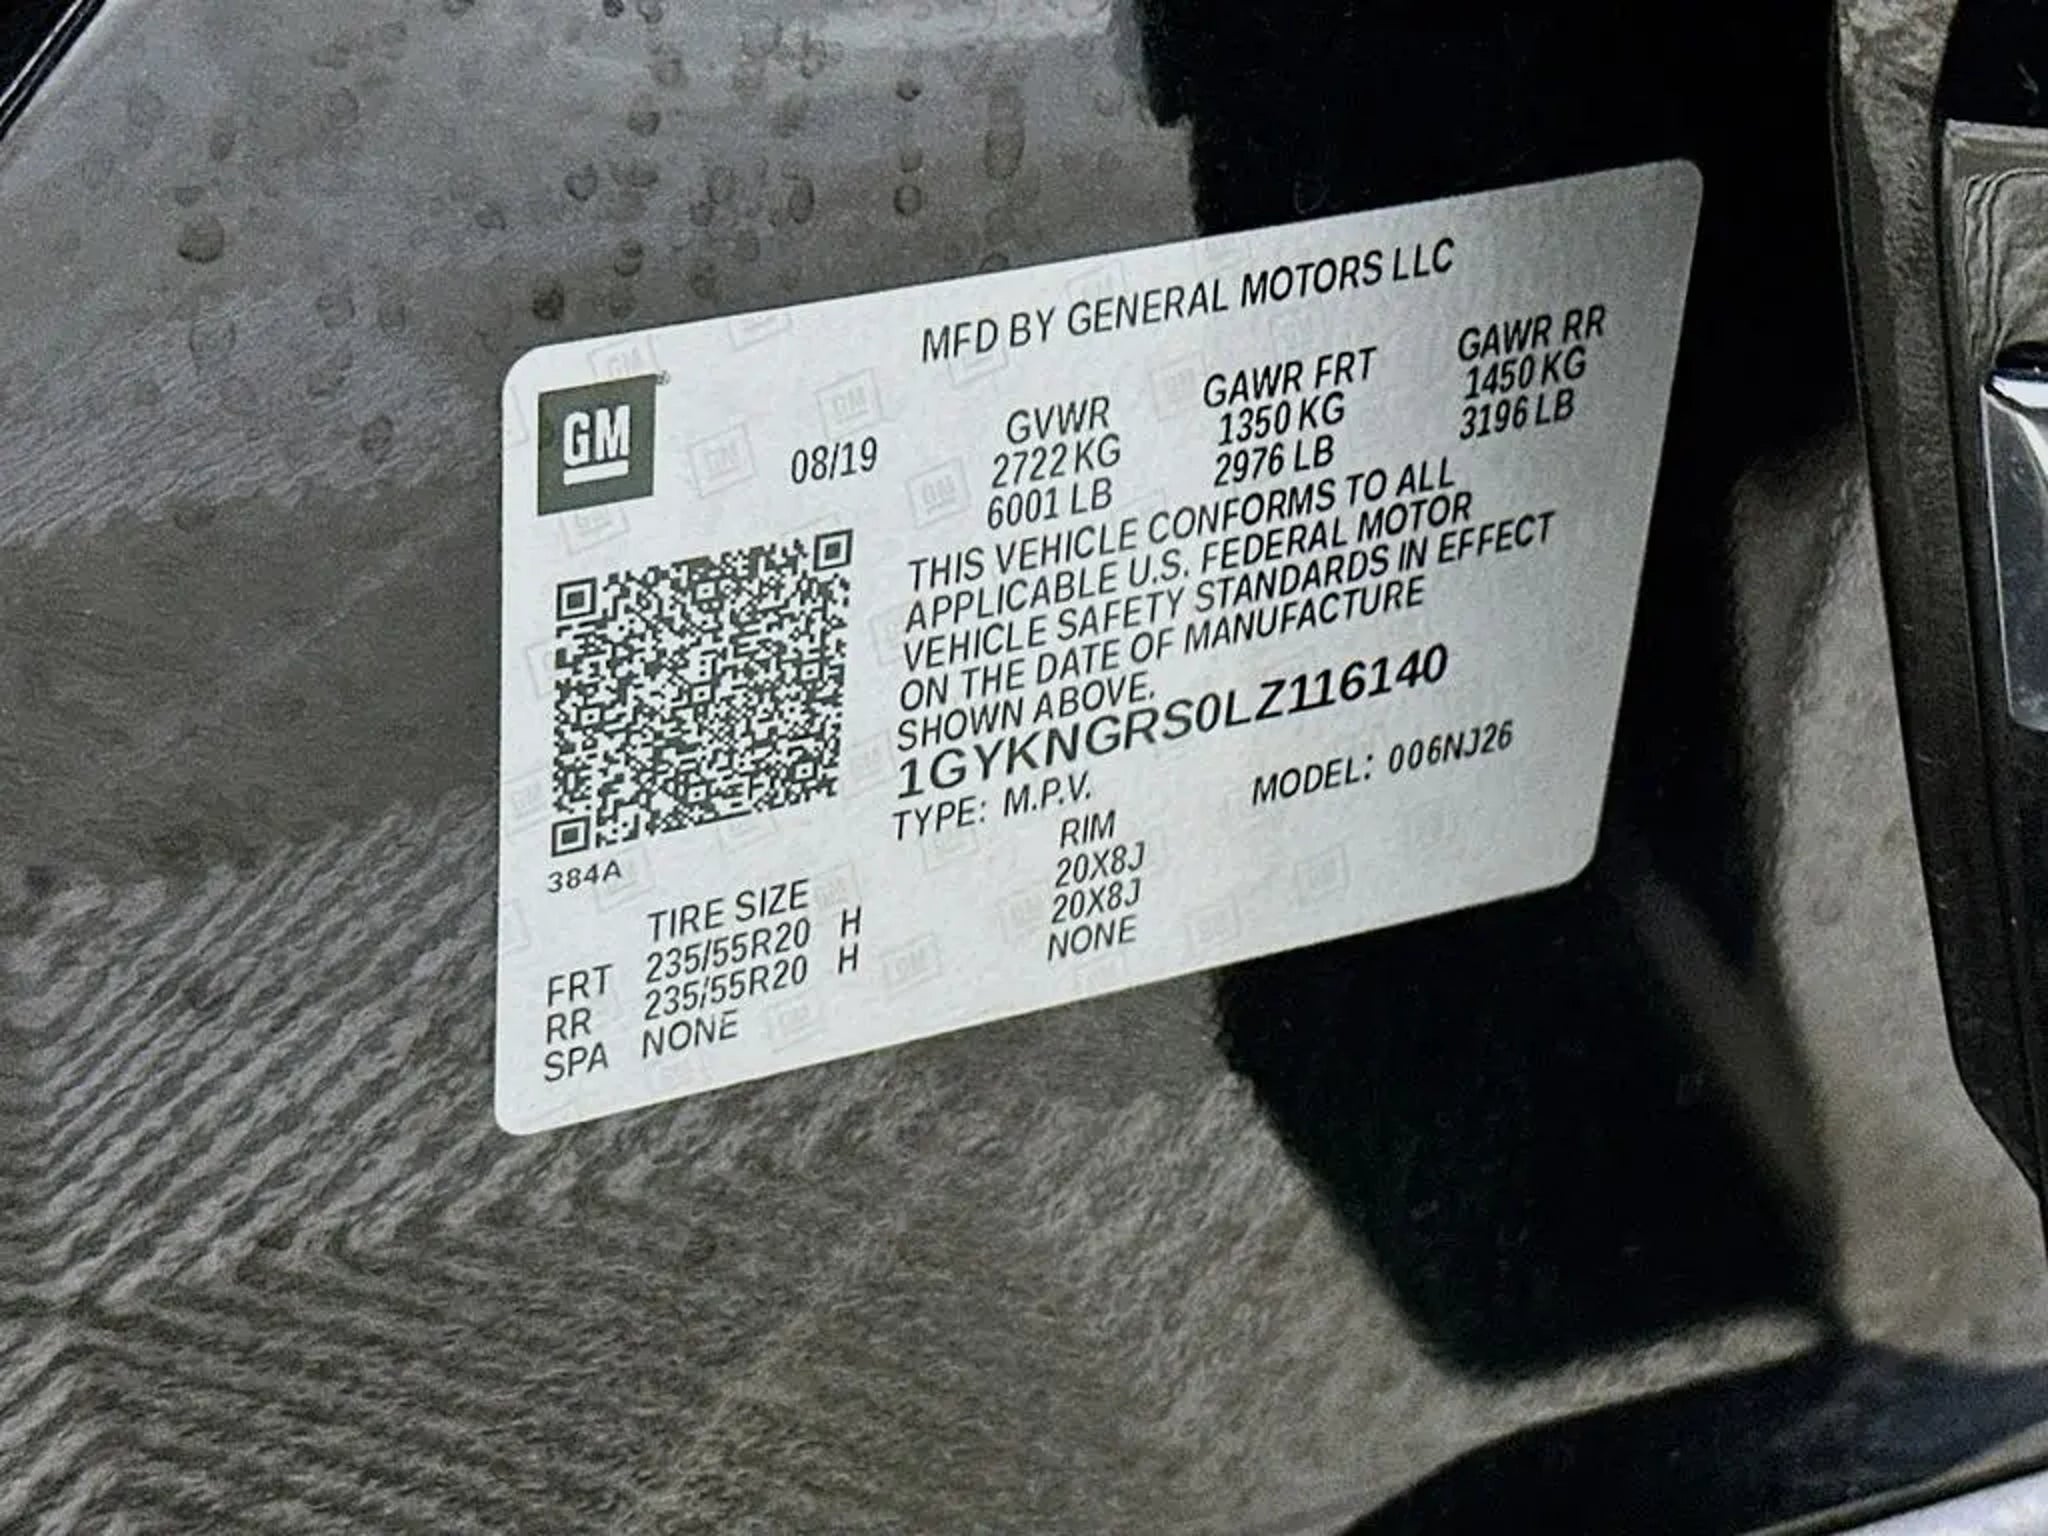 MFD BY GENERAL MOTORS LLC
GM
08/19
GVWR GAWR FRT GAWR RR
2722 KG 1350 KG 1450 KG
6001 LB 2976 LB 3196 LB
THIS VEHICLE CONFORMS TO ALL
APPLICABLE U.S. FEDERAL MOTOR
VEHICLE SAFETY STANDARDS IN EFFECT
ON THE DATE OF MANUFACTURE
SHOWN ABOVE.
1GYKNGRS0LZ116140
TYPE: M.P.V. MODEL: 006NJ26
384A
TIRE SIZE RIM
FRT 235/55R20 H 20X8J
RR 235/55R20 H 20X8J
SPA NONE NONE